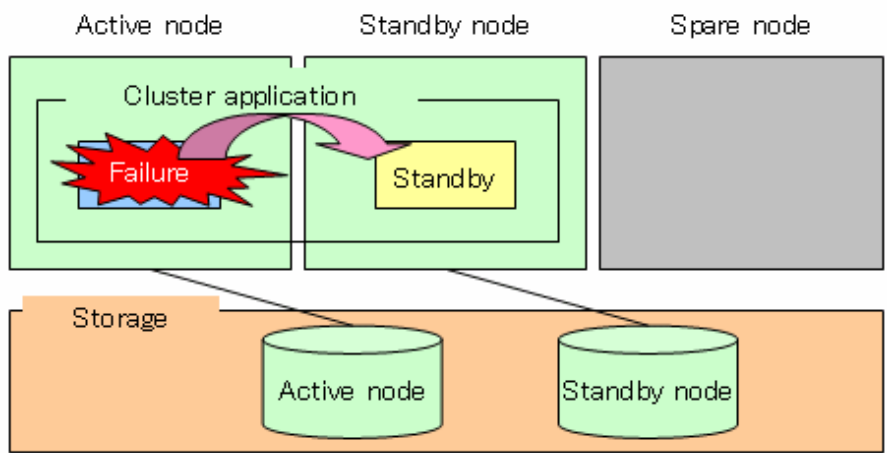 Active node
Standby node
Spare node
Cluster application
Failure
Standby
Storage
Active node
Standby node